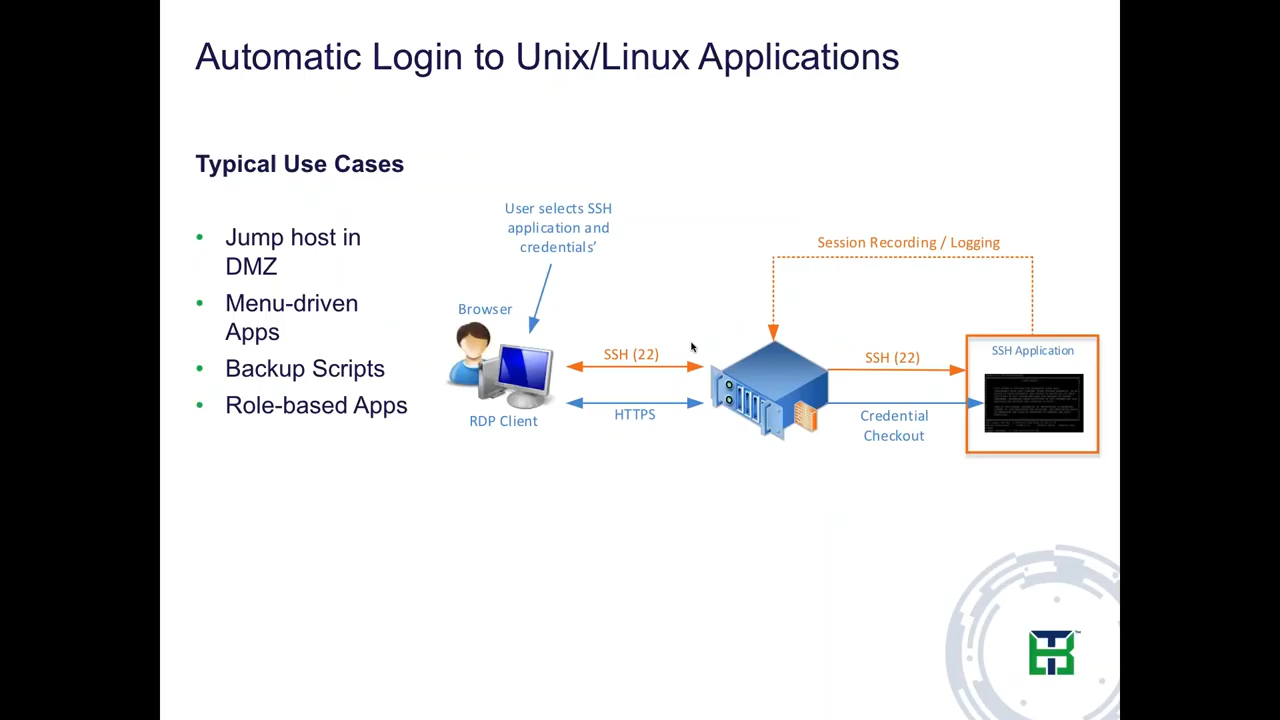 Automatic Login to Unix/Linux Applications
Typical Use Cases
• Jump host in
DMZ
• Menu-driven
Apps
• Backup Scripts
• Role-based Apps
User selects SSH
application and
credentials’
Browser
RDP Client
SSH (22)
HTTPS
Session Recording / Logging
SSH (22)
Credential
Checkout
SSH Application